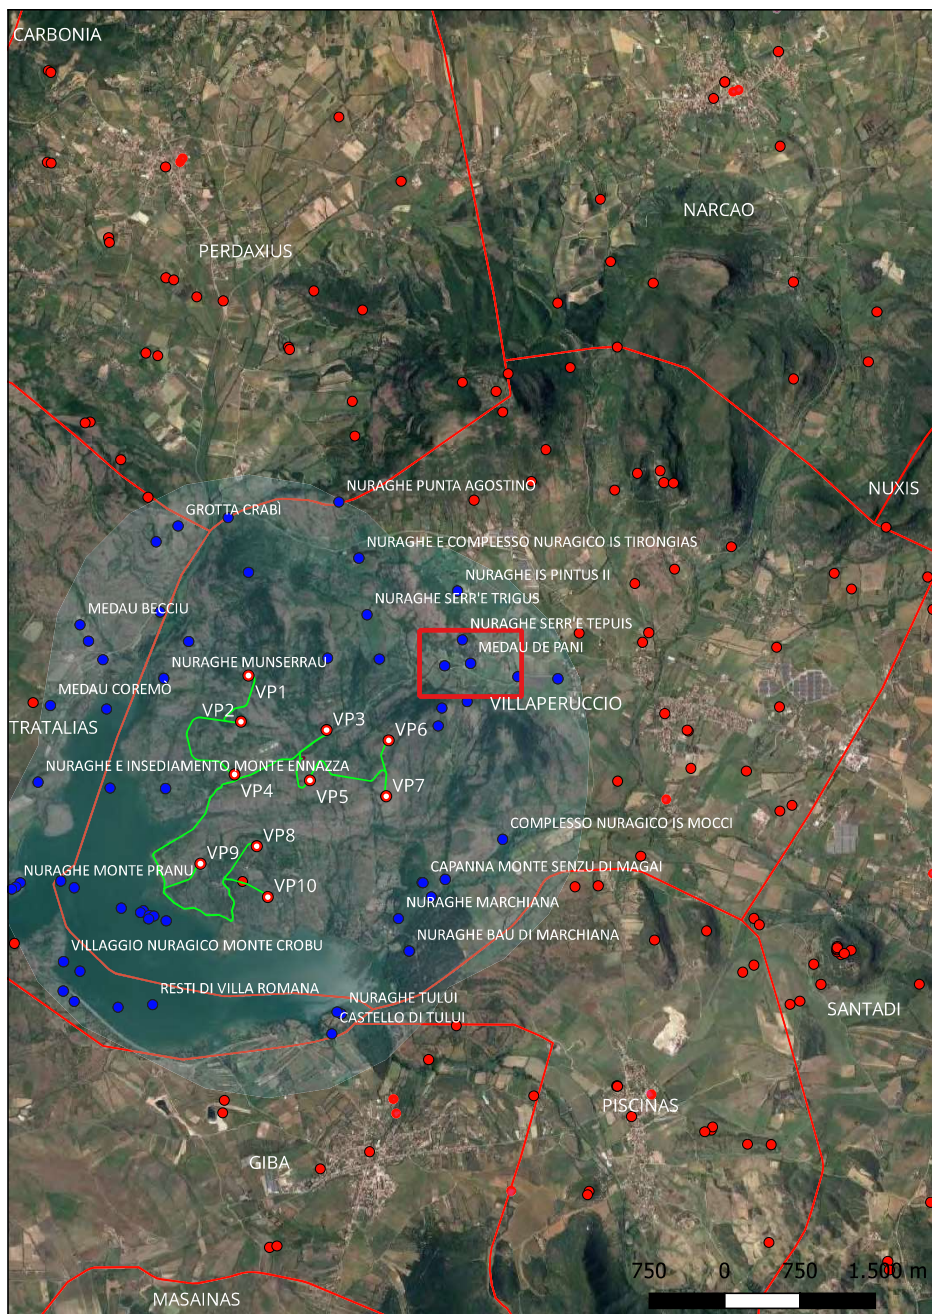 CARBONIA
NARCAO
PERDAXIUS
NURAGHE PUNTA AGOSTINO
NUXIS
GROTTA CRABÌ
NURAGHE E COMPLESSO NURAGICO IS TIRONGIAS
NURAGHE IS PINTUS II
NURAGHE SERR'E TRIGUS
MEDAU BECCIU
NURAGHE SERR'E TEPUIS
MEDAU DE PANI
NURAGHE MUNSERRAU
MEDAU COREMÒ
VP1
VILLAPERUCCIO
VP2
TRATALIAS
VP3
VP6
NURAGHE E INSEDIAMENTO MONTE ENNAZZA
VP4
VP5
VP7
COMPLESSO NURAGICO IS MOCCI
VP8
VP9
NURAGHE MONTE PRANU
CAPANNA MONTE SENZU DI MAGAI
VP10
NURAGHE MARCHIANA
NURAGHE BAU DI MARCHIANA
VILLAGGIO NURAGICO MONTE CROBU
RESTI DI VILLA ROMANA
NURAGHE TULUI
CASTELLO DI TULUI
SANTADI
PISCINAS
GIBA
750 0 750 1.500 m
MASAINAS